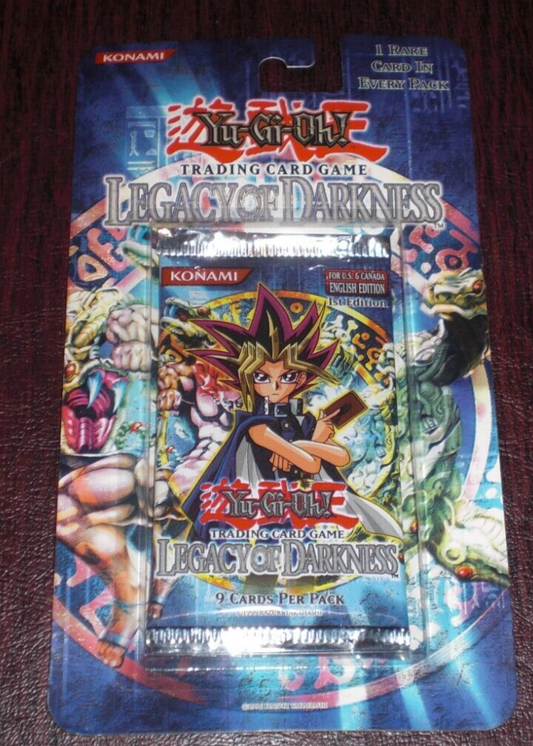 KONAMI
1 RARE
CARD IN
EVERY PACK
遊戯王
Yu-Gi-Oh!
TRADING CARD GAME
LEGACY OF DARKNESS™
KONAMI
FOR U.S. & CANADA
ENGLISH EDITION
1st Edition
遊戯王
Yu-Gi-Oh!
TRADING CARD GAME
LEGACY OF DARKNESS™
9 CARDS PER PACK